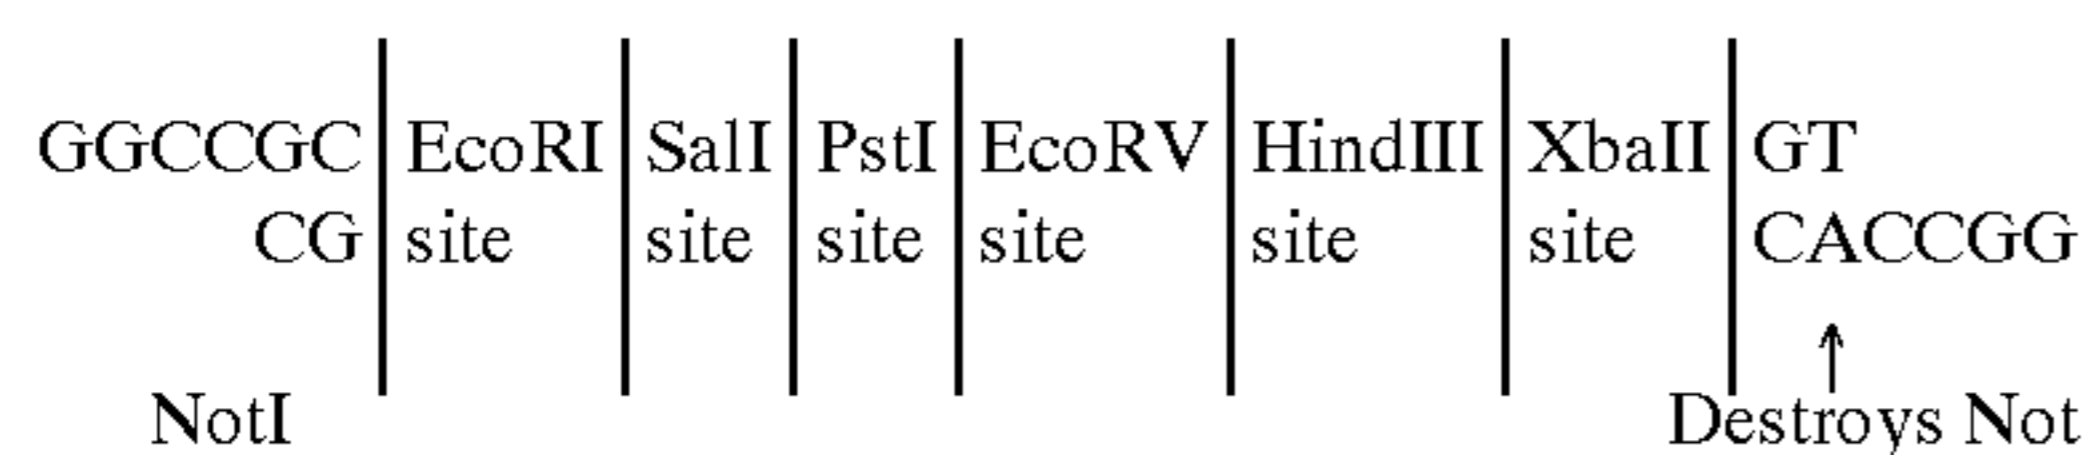 GGCCGC EcoRI SalI PstI EcoRV HindIII XbaII GT
CG site site site site site site CACCGG
NotI Destroys Not